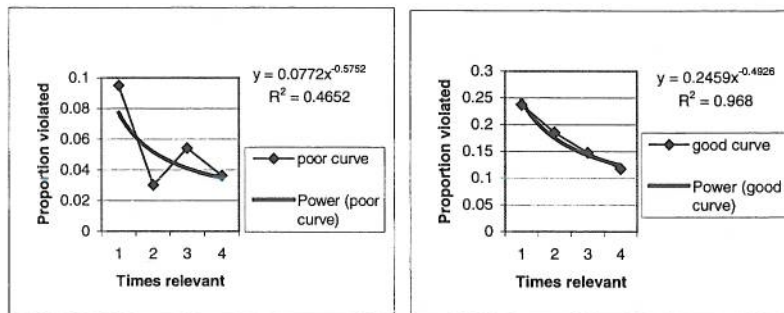 Proportion violated
0.1
0.08
0.06
0.04
0.02
0
1 2 3 4
Times relevant
y = 0.0772x^-0.5752
R² = 0.4652
poor curve
Power (poor
curve)
Proportion violated
0.3
0.25
0.2
0.15
0.1
0.05
0
1 2 3 4
Times relevant
y = 0.2459x^-0.4926
R² = 0.968
good curve
Power (good
curve)